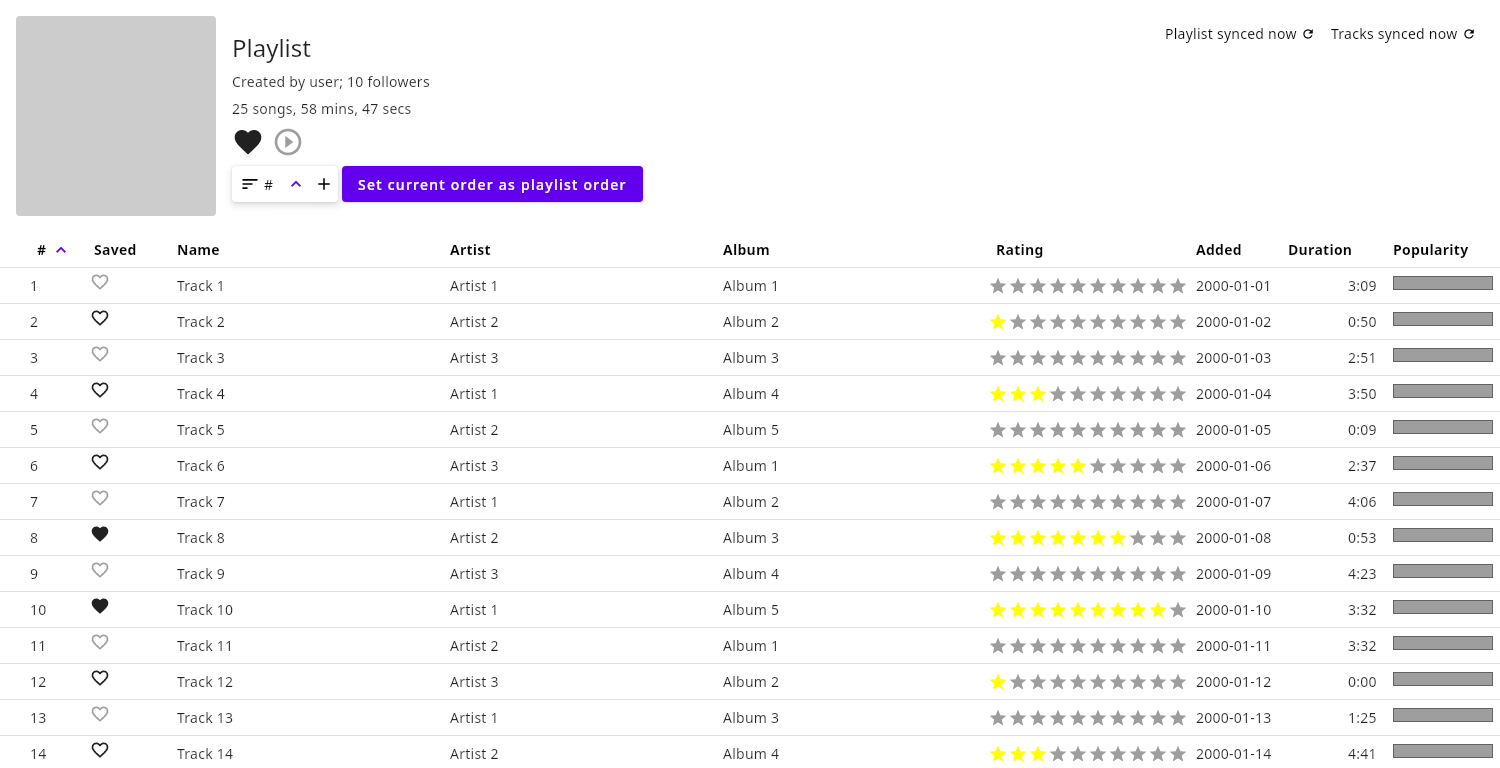 Playlist
Playlist synced now Tracks synced now
Created by user; 10 followers
25 songs, 58 mins, 47 secs
# Set current order as playlist order
# Saved Name Artist Album Rating Added Duration Popularity
1 Track 1 Artist 1 Album 1 2000-01-01 3:09
2 Track 2 Artist 2 Album 2 2000-01-02 0:50
3 Track 3 Artist 3 Album 3 2000-01-03 2:51
4 Track 4 Artist 1 Album 4 2000-01-04 3:50
5 Track 5 Artist 2 Album 5 2000-01-05 0:09
6 Track 6 Artist 3 Album 1 2000-01-06 2:37
7 Track 7 Artist 1 Album 2 2000-01-07 4:06
8 Track 8 Artist 2 Album 3 2000-01-08 0:53
9 Track 9 Artist 3 Album 4 2000-01-09 4:23
10 Track 10 Artist 1 Album 5 2000-01-10 3:32
11 Track 11 Artist 2 Album 1 2000-01-11 3:32
12 Track 12 Artist 3 Album 2 2000-01-12 0:00
13 Track 13 Artist 1 Album 3 2000-01-13 1:25
14 Track 14 Artist 2 Album 4 2000-01-14 4:41